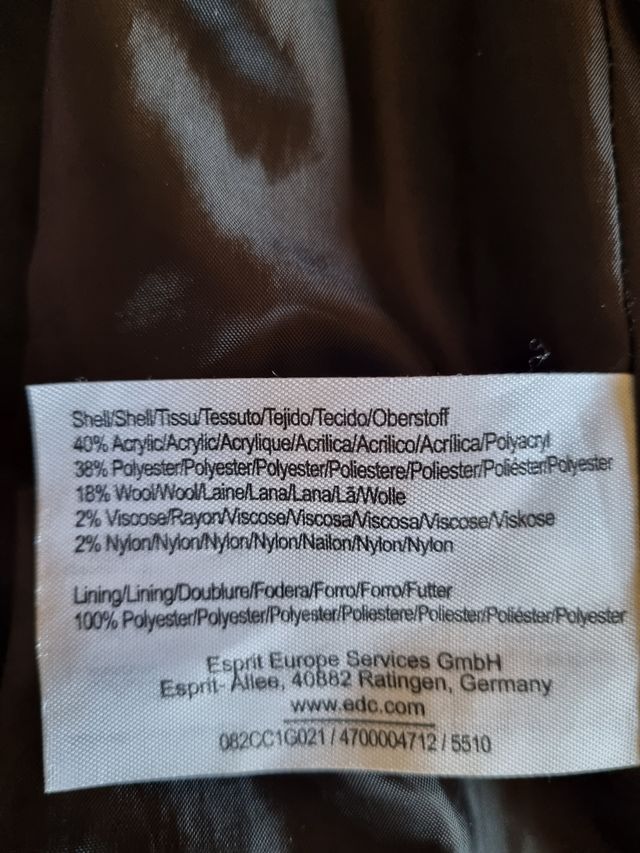 Shell/Shell/Tissu/Tessuto/Tejido/Tecido/Oberstoff
40% Acrylic/Acrylic/Acrylique/Acrilica/Acrilico/Acrílica/Polyacryl
38% Polyester/Polyester/Polyester/Poliestere/Poliester/Poliéster/Polyester
18% Wool/Wool/Laine/Lana/Lana/Lã/Wolle
2% Viscose/Rayon/Viscose/Viscosa/Viscosa/Viscose/Viskose
2% Nylon/Nylon/Nylon/Nylon/Nailon/Nylon/Nylon
Lining/Lining/Doublure/Fodera/Forro/Forro/Futter
100% Polyester/Polyester/Polyester/Poliestere/Poliester/Poliéster/Polyester
Esprit Europe Services GmbH
Esprit- Allee, 40882 Ratingen, Germany
www.edc.com
082CC1G021 / 4700004712 / 5510